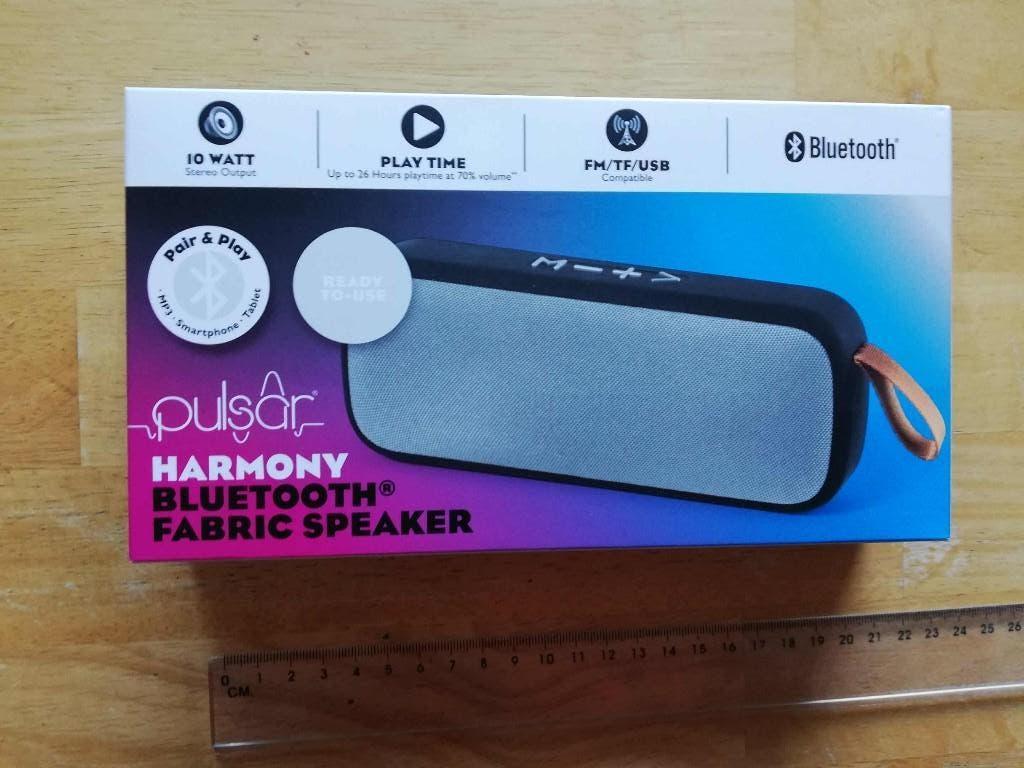 10 WATT
Stereo Output
PLAY TIME
Up to 26 Hours playtime at 70% volume**
FM/TF/USB
Compatible
Bluetooth®
Pair & Play
• MP3 • Smartphone • Tablet
READY
TO-USE
M − + >
pulsar®
HARMONY
BLUETOOTH®
FABRIC SPEAKER
0 1 2 3 4 5 6 7 8 9 10 11 12 13 14 15 16 17 18 19 20 21 22 23 24 25 26
CM.